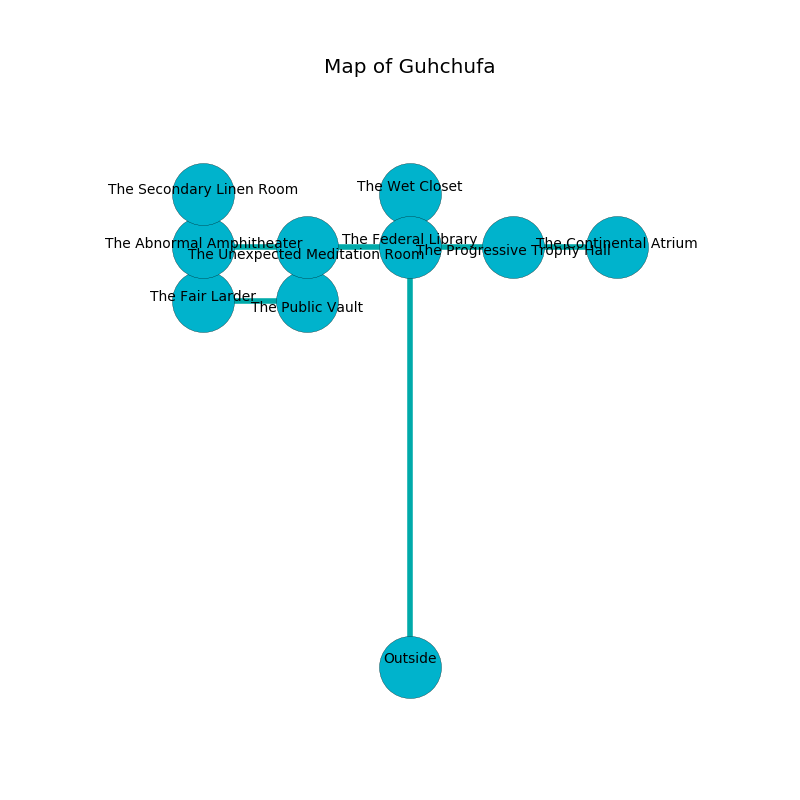 Map of Guhchufa
The Wet Closet
The Secondary Linen Room
The Federal Library
The Abnormal Amphitheater
The Continental Atrium
The Progressive Trophy Hall
The Unexpected Meditation Room
The Fair Larder
The Public Vault
Outside